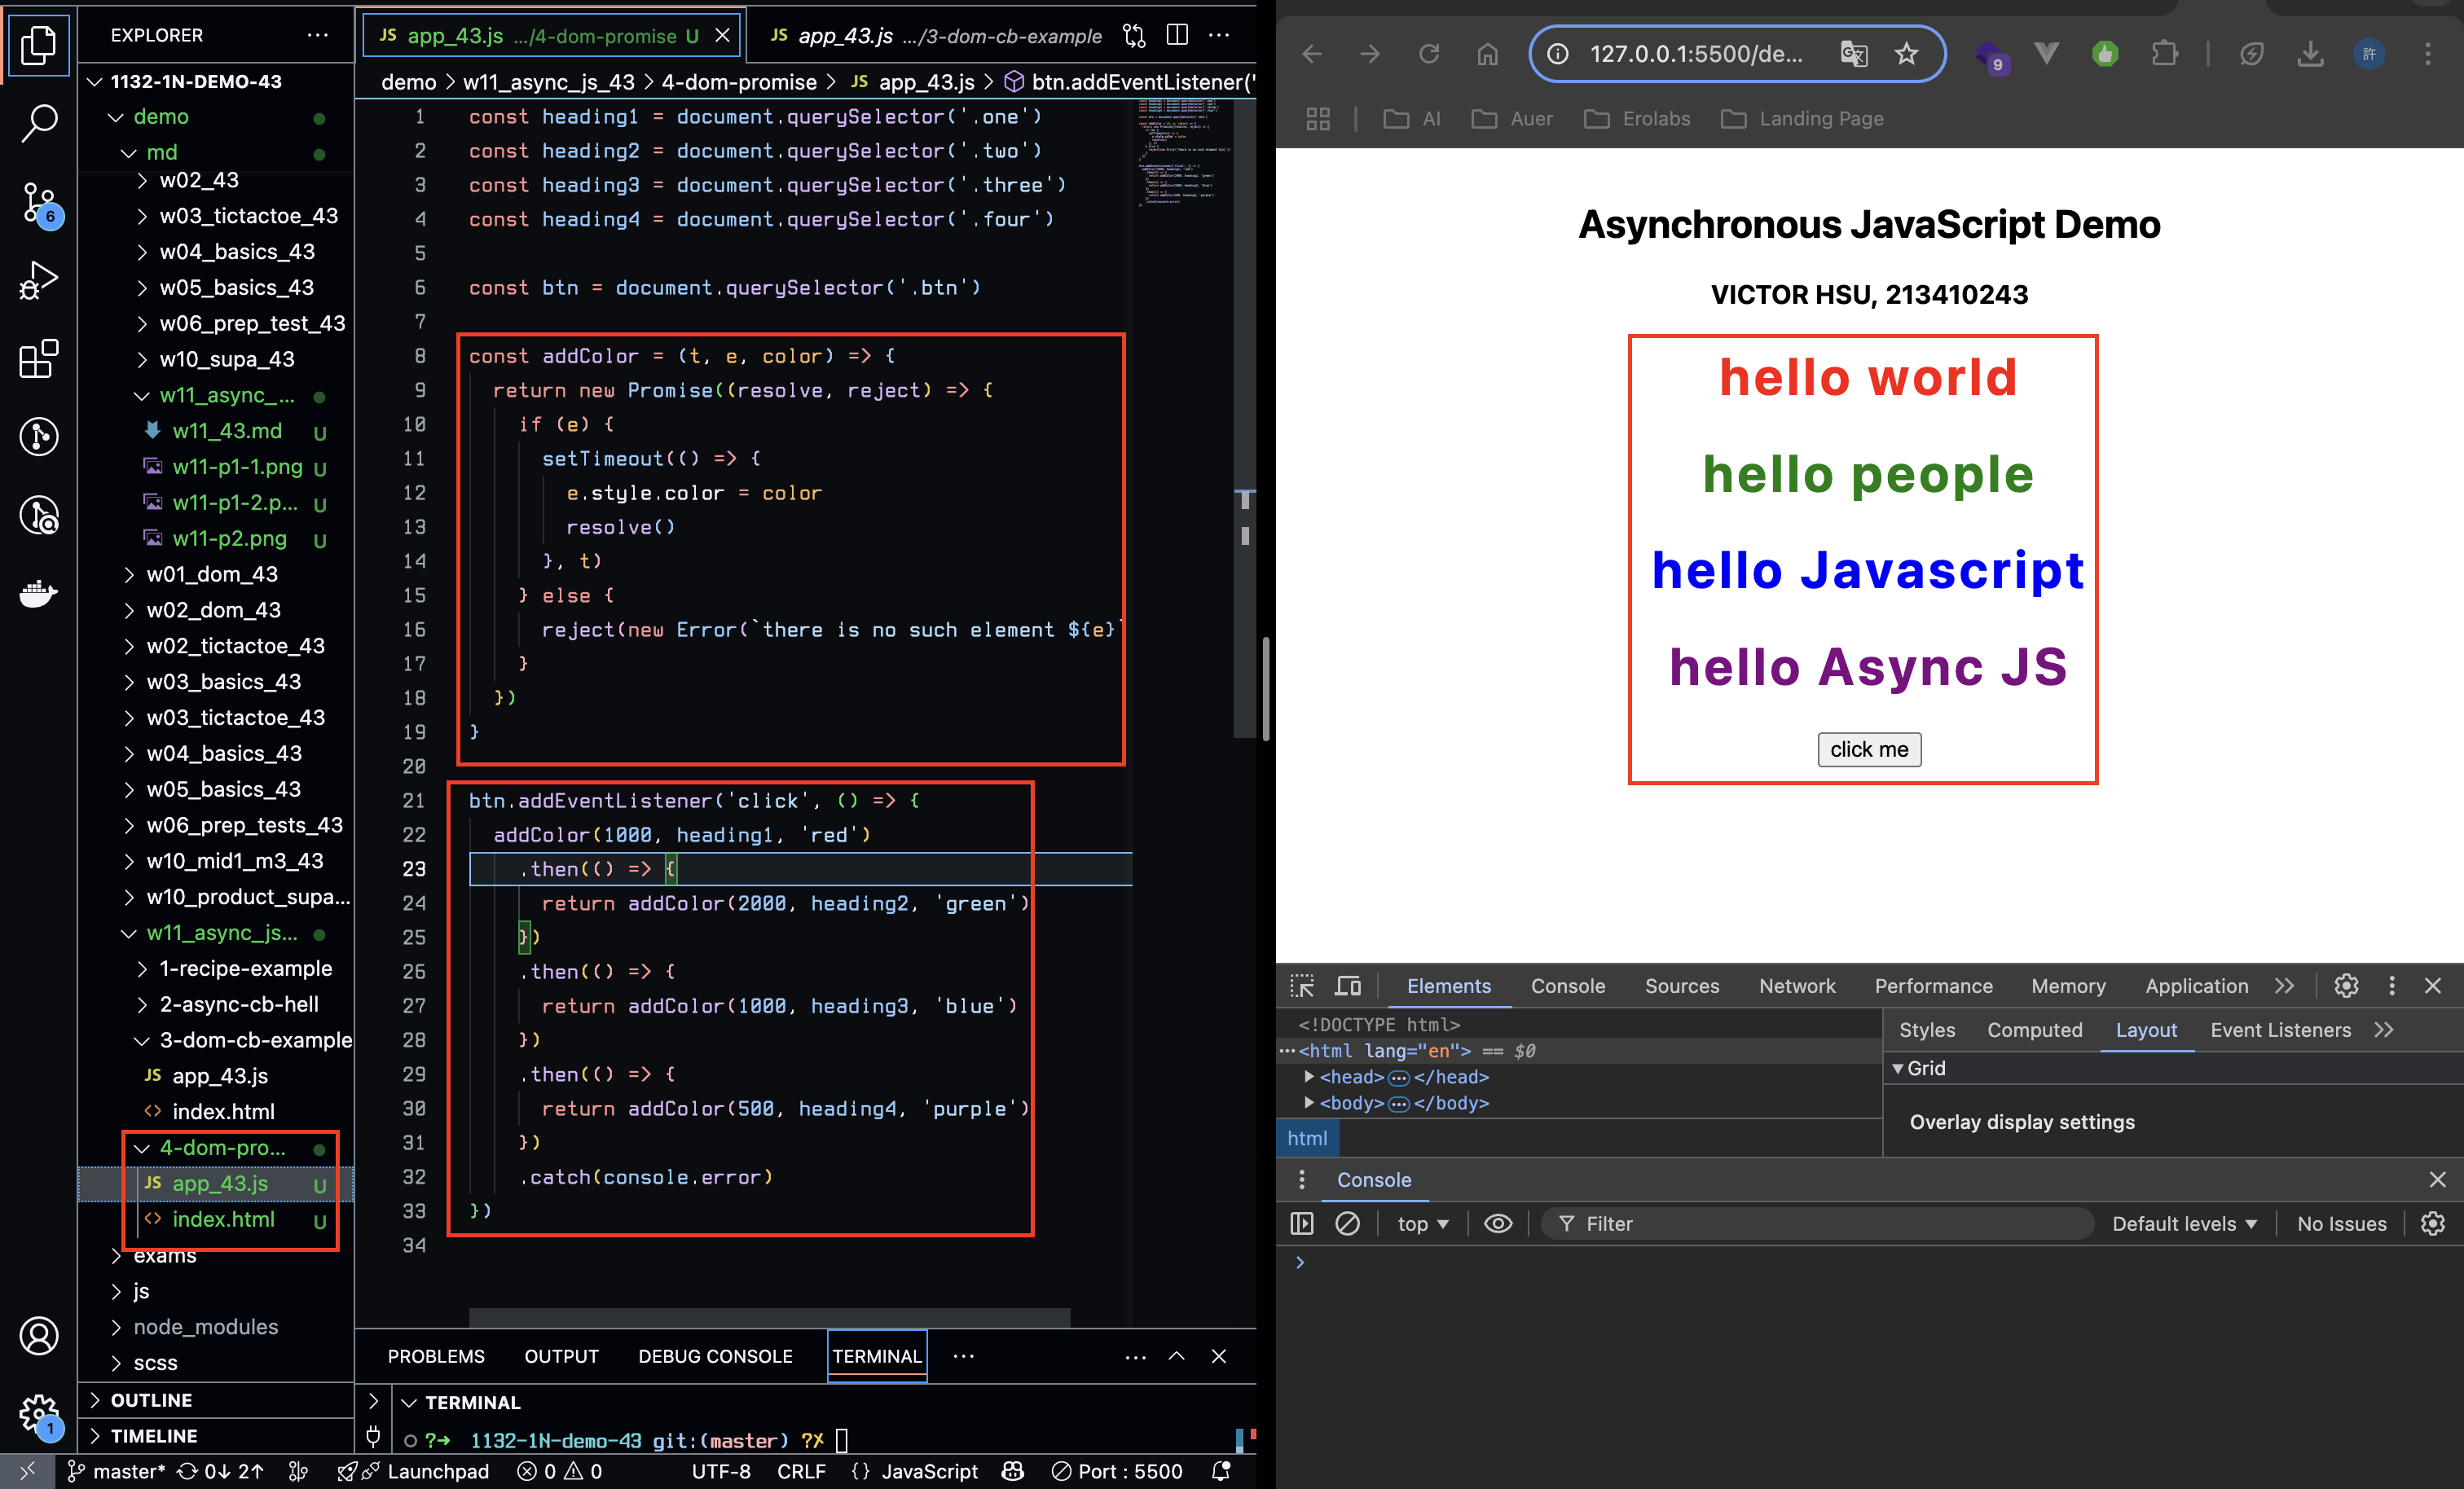 EXPLORER
1132-1N-DEMO-43
demo
md
w02_43
w03_tictactoe_43
w04_basics_43
w05_basics_43
w06_prep_test_43
w10_supa_43
w11_async_...
w11_43.md U
w11-p1-1.png U
w11-p1-2.p... U
w11-p2.png U
w01_dom_43
w02_dom_43
w02_tictactoe_43
w03_basics_43
w03_tictactoe_43
w04_basics_43
w05_basics_43
w06_prep_tests_43
w10_mid1_m3_43
w10_product_supa...
w11_async_js...
1-recipe-example
2-async-cb-hell
3-dom-cb-example
JS app_43.js
<> index.html
4-dom-pro...
JS app_43.js U
<> index.html U
exams
js
node_modules
scss
OUTLINE
TIMELINE
6
1
JS app_43.js .../4-dom-promise U
JS app_43.js .../3-dom-cb-example
demo > w11_async_js_43 > 4-dom-promise > JS app_43.js > btn.addEventListener('
1 const heading1 = document.querySelector('.one')
2 const heading2 = document.querySelector('.two')
3 const heading3 = document.querySelector('.three')
4 const heading4 = document.querySelector('.four')
5
6 const btn = document.querySelector('.btn')
7
8 const addColor = (t, e, color) => {
9 return new Promise((resolve, reject) => {
10 if (e) {
11 setTimeout(() => {
12 e.style.color = color
13 resolve()
14 }, t)
15 } else {
16 reject(new Error(`there is no such element ${e}`
17 }
18 })
19 }
20
21 btn.addEventListener('click', () => {
22 addColor(1000, heading1, 'red')
23 .then(() => {
24 return addColor(2000, heading2, 'green')
25 })
26 .then(() => {
27 return addColor(1000, heading3, 'blue')
28 })
29 .then(() => {
30 return addColor(500, heading4, 'purple')
31 })
32 .catch(console.error)
33 })
34
PROBLEMS OUTPUT DEBUG CONSOLE TERMINAL
TERMINAL
?→ 1132-1N-demo-43 git:(master) ?✗
master* 0↓ 2↑ Launchpad 0 0 UTF-8 CRLF {} JavaScript Port : 5500
127.0.0.1:5500/de...
9
許
AI Auer Erolabs Landing Page
Asynchronous JavaScript Demo
VICTOR HSU, 213410243
hello world
hello people
hello Javascript
hello Async JS
click me
Elements Console Sources Network Performance Memory Application
<!DOCTYPE html>
<html lang="en"> == $0
<head>…</head>
<body>…</body>
html
Styles Computed Layout Event Listeners
Grid
Overlay display settings
Console
top Filter Default levels No Issues